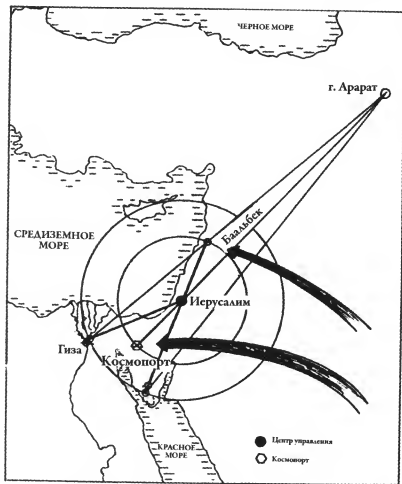 ЧЕРНОЕ МОРЕ
г. Арарат
Баальбек
СРЕДИЗЕМНОЕ
МОРЕ
Иерусалим
Гиза
Космопорт
КРАСНОЕ
МОРЕ
Центр управления
Космопорт